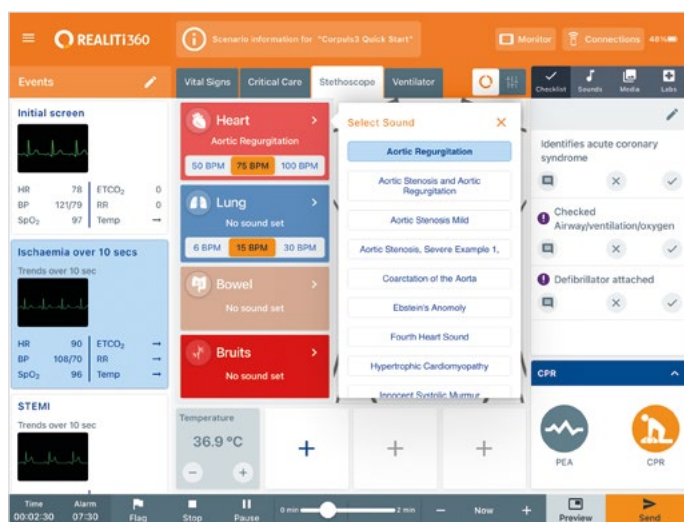 REALITi360
Scenario information for "Corpuls3 Quick Start"
Monitor
Connections
48%
Events
Vital Signs
Critical Care
Stethoscope
Ventilator
Checklist
Sounds
Media
Labs
Initial screen
HR 78 ETCO₂ 0
BP 121/79 RR 0
SpO₂ 97 Temp →
Ischaemia over 10 secs
Trends over 10 sec
HR 90 ETCO₂ →
BP 108/70 RR →
SpO₂ 96 Temp →
STEMI
Trends over 10 sec
Heart
Aortic Regurgitation
50 BPM 75 BPM 100 BPM
Lung
No sound set
6 BPM 15 BPM 30 BPM
Bowel
No sound set
Bruits
No sound set
Select Sound
Aortic Regurgitation
Aortic Stenosis and Aortic
Regurgitation
Aortic Stenosis Mild
Aortic Stenosis, Severe Example 1,
Coarctation of the Aorta
Ebstein's Anomoly
Fourth Heart Sound
Hypertrophic Cardiomyopathy
Innocent Systolic Murmur
Identifies acute coronary
syndrome
Checked
Airway/ventilation/oxygen
Defibrillator attached
CPR
PEA
CPR
Temperature
36.9 °C
Time
00:02:30
Alarm
07:30
Flag
Stop
Pause
0 min
2 min
Now
Preview
Send